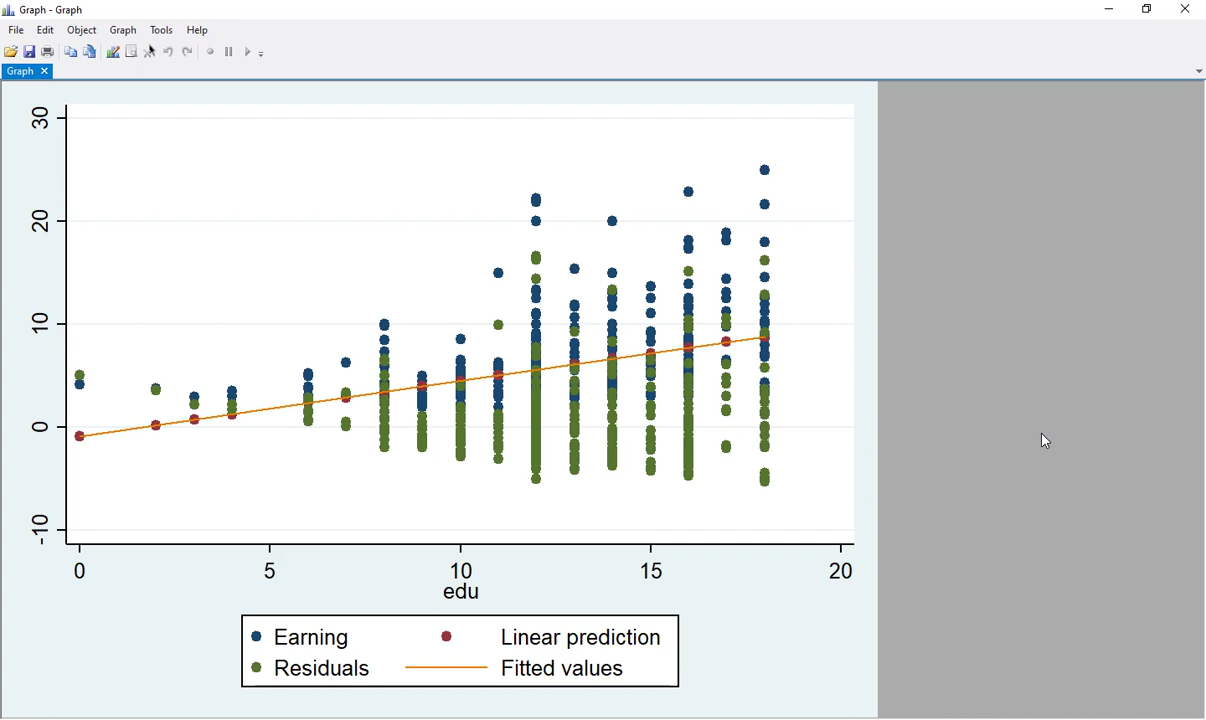 Graph - Graph
File Edit Object Graph Tools Help
Graph
30
20
10
0
-10
0 5 10 15 20
edu
Earning Linear prediction
Residuals Fitted values